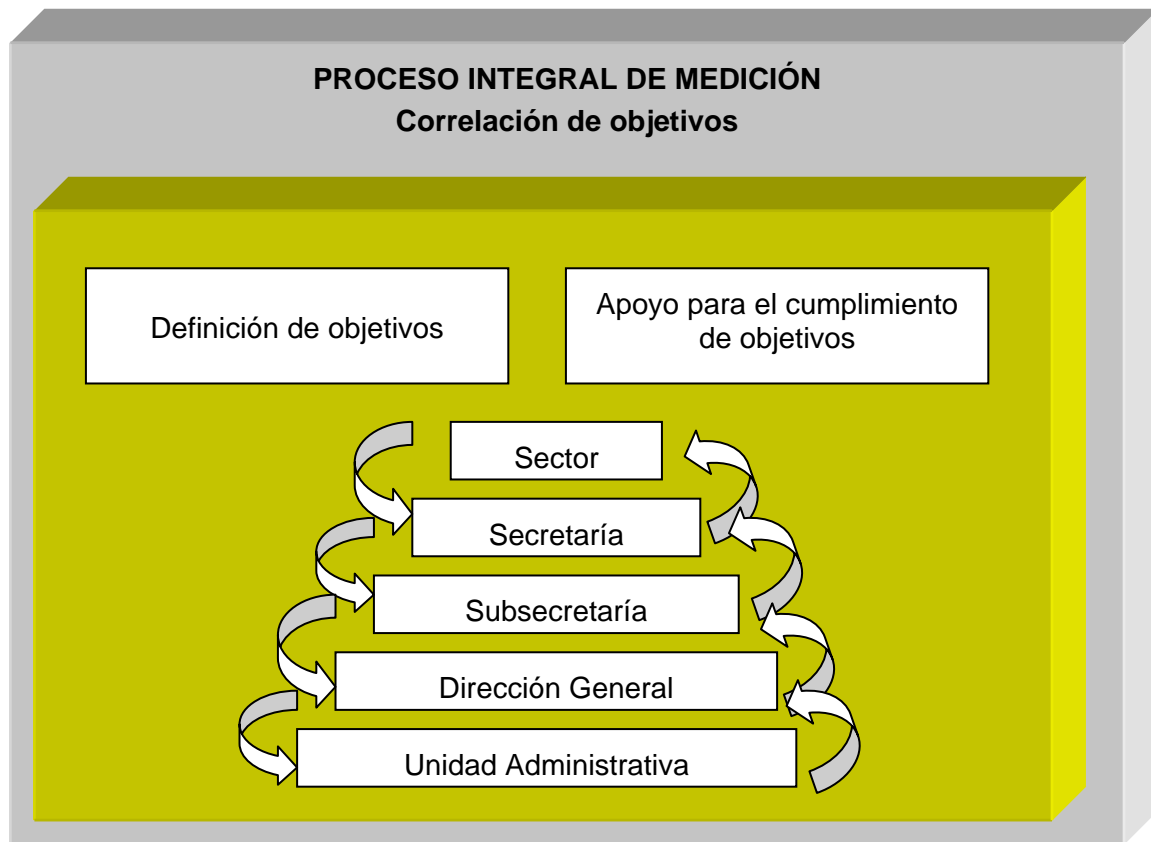 PROCESO INTEGRAL DE MEDICIÓN
Correlación de objetivos
Definición de objetivos
Apoyo para el cumplimiento
de objetivos
Sector
Secretaría
Subsecretaría
Dirección General
Unidad Administrativa